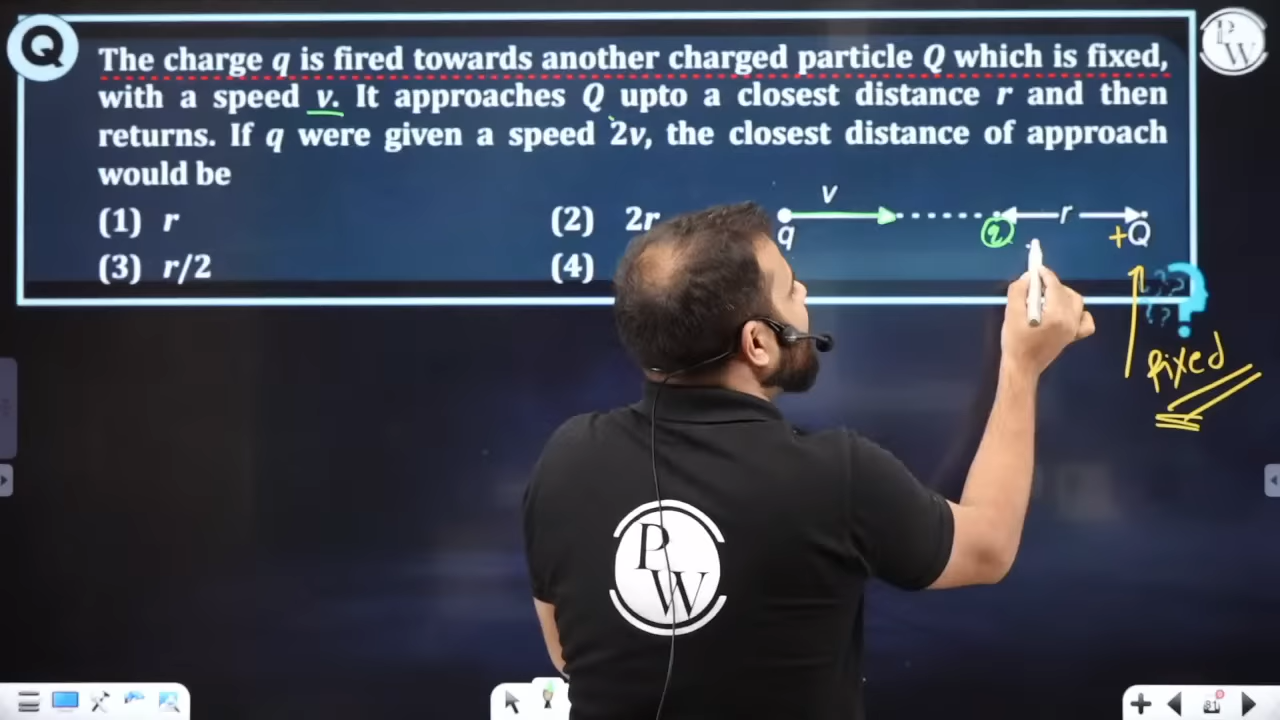 Q
The charge q is fired towards another charged particle Q which is fixed,
with a speed v. It approaches Q upto a closest distance r and then
returns. If q were given a speed 2v, the closest distance of approach
would be
(1) r
(2) 2r
(3) r/2
(4)
v
q
q
r
+Q
???
??
?
fixed
PW
PW
81